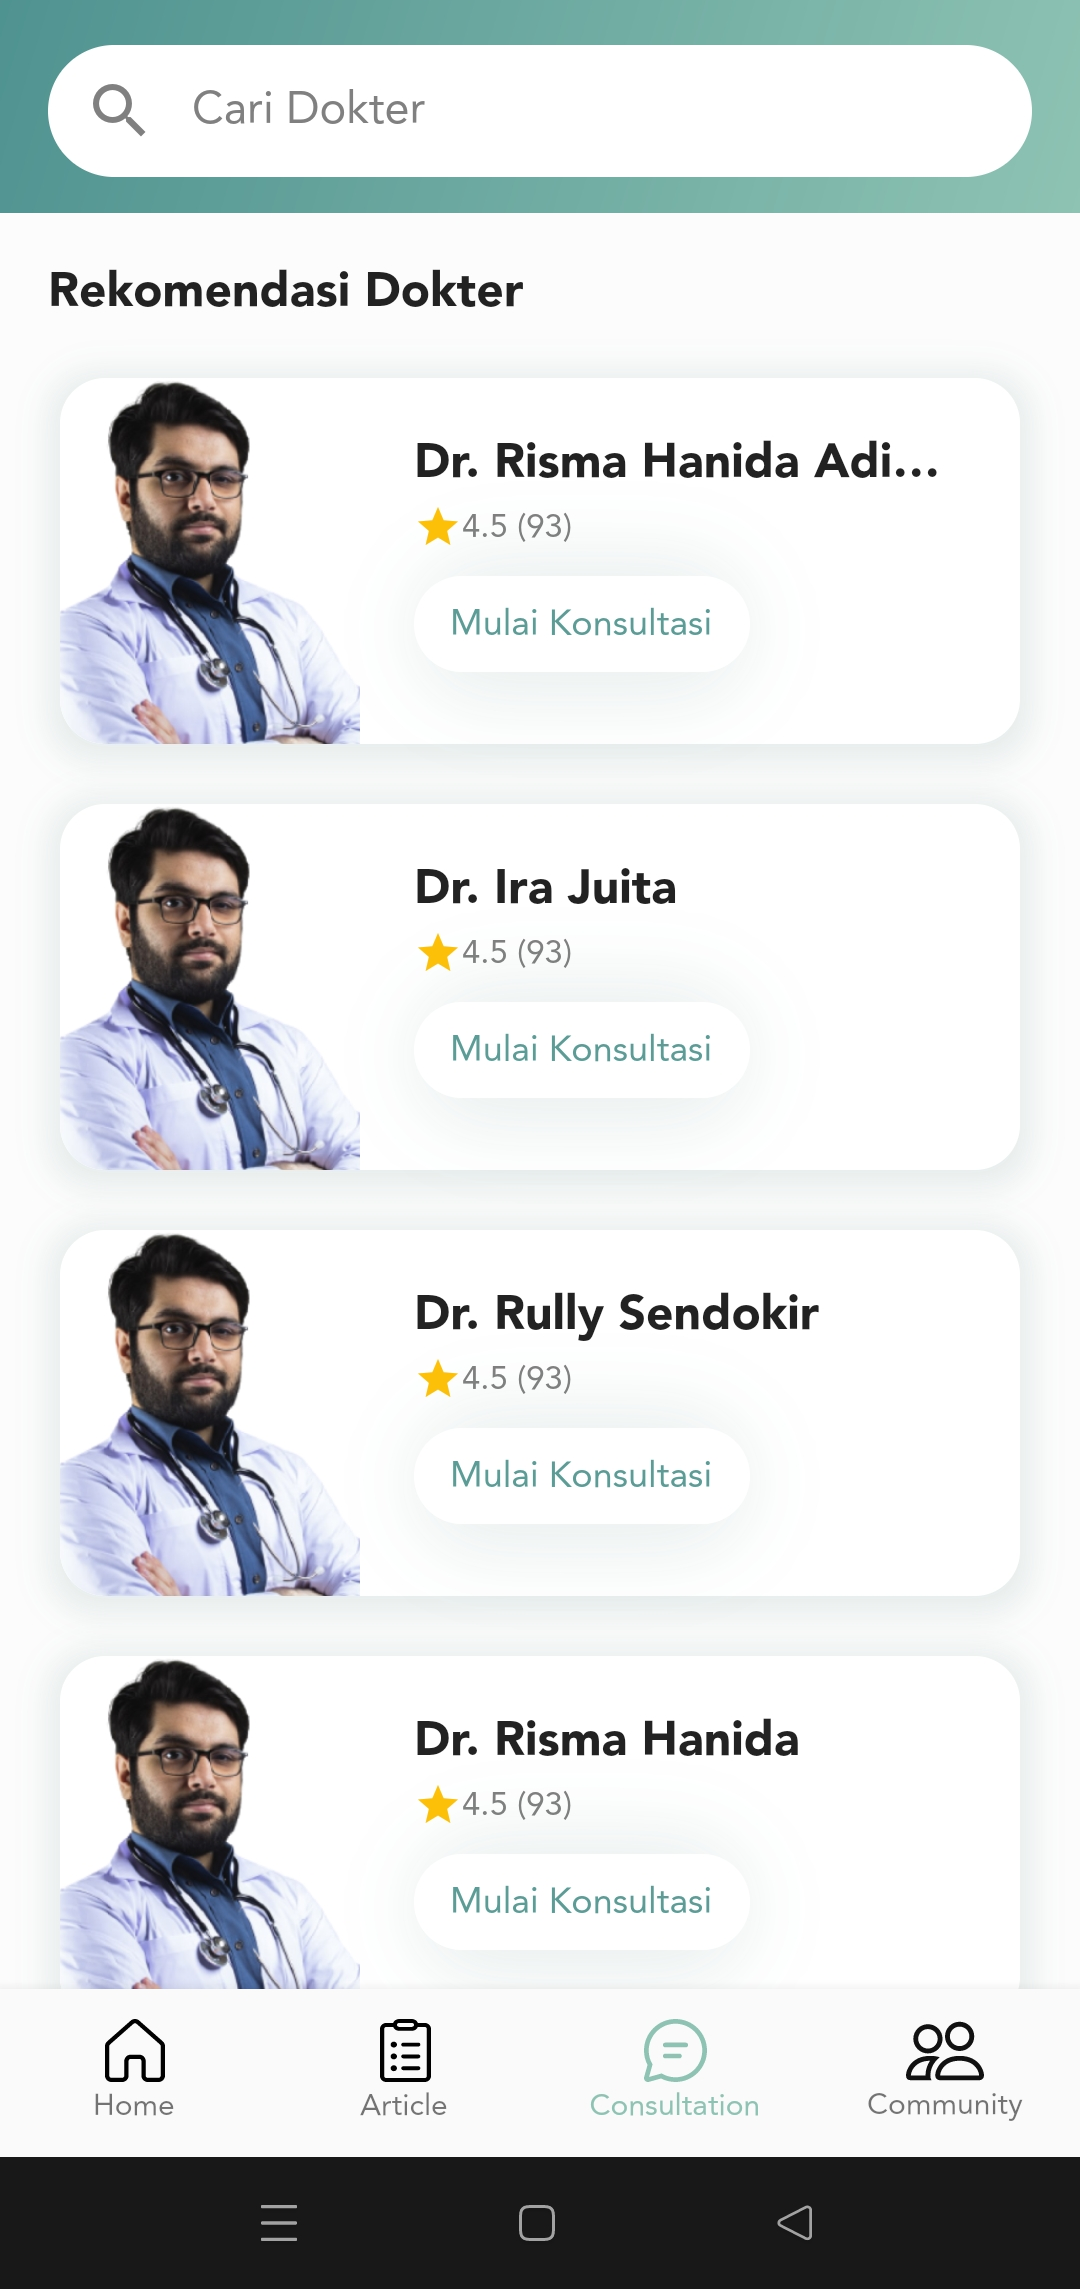 Cari Dokter
Rekomendasi Dokter
Dr. Risma Hanida Adi...
4.5 (93)
Mulai Konsultasi
Dr. Ira Juita
4.5 (93)
Mulai Konsultasi
Dr. Rully Sendokir
4.5 (93)
Mulai Konsultasi
Dr. Risma Hanida
4.5 (93)
Mulai Konsultasi
Home Article Consultation Community